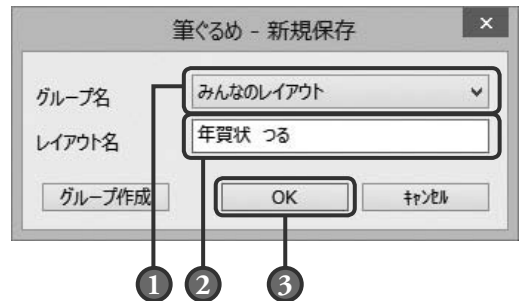 筆ぐるめ - 新規保存
×
グループ名
みんなのレイアウト
レイアウト名
年賀状 つる
グループ作成
OK
ｷｬﾝｾﾙ
1 2 3